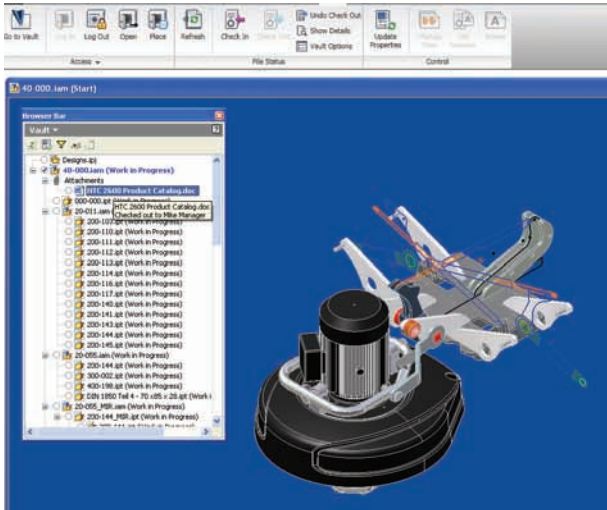 Go to Vault
Log In
Log Out
Open
Place
Refresh
Check In
Check Out
Undo Check Out
Show Details
Vault Options
Update
Properties
Access
File Status
Control
40-000.iam (Start)
Browser Bar
Vault
Designs.ipj
40-000.iam (Work in Progress)
Attachments
HTC 2600 Product Catalog.doc
000-000.ipt (Work in Progress)
HTC 2600 Product Catalog.doc
Checked out to Mike Manager
20-011.iam
200-110.ipt (Work in Progress)
200-111.ipt (Work in Progress)
200-112.ipt (Work in Progress)
200-113.ipt (Work in Progress)
200-114.ipt (Work in Progress)
200-116.ipt (Work in Progress)
200-117.ipt (Work in Progress)
200-140.ipt (Work in Progress)
200-141.ipt (Work in Progress)
200-143.ipt (Work in Progress)
200-144.ipt (Work in Progress)
200-145.ipt (Work in Progress)
20-055.iam (Work in Progress)
200-144.ipt (Work in Progress)
300-002.ipt (Work in Progress)
400-198.ipt (Work in Progress)
DIN 1850 Teil 4 - 70 x85 x 28.ipt (Work i
20-055_MIR.iam (Work in Progress)
200-144_MIR.ipt (Work in Progress)